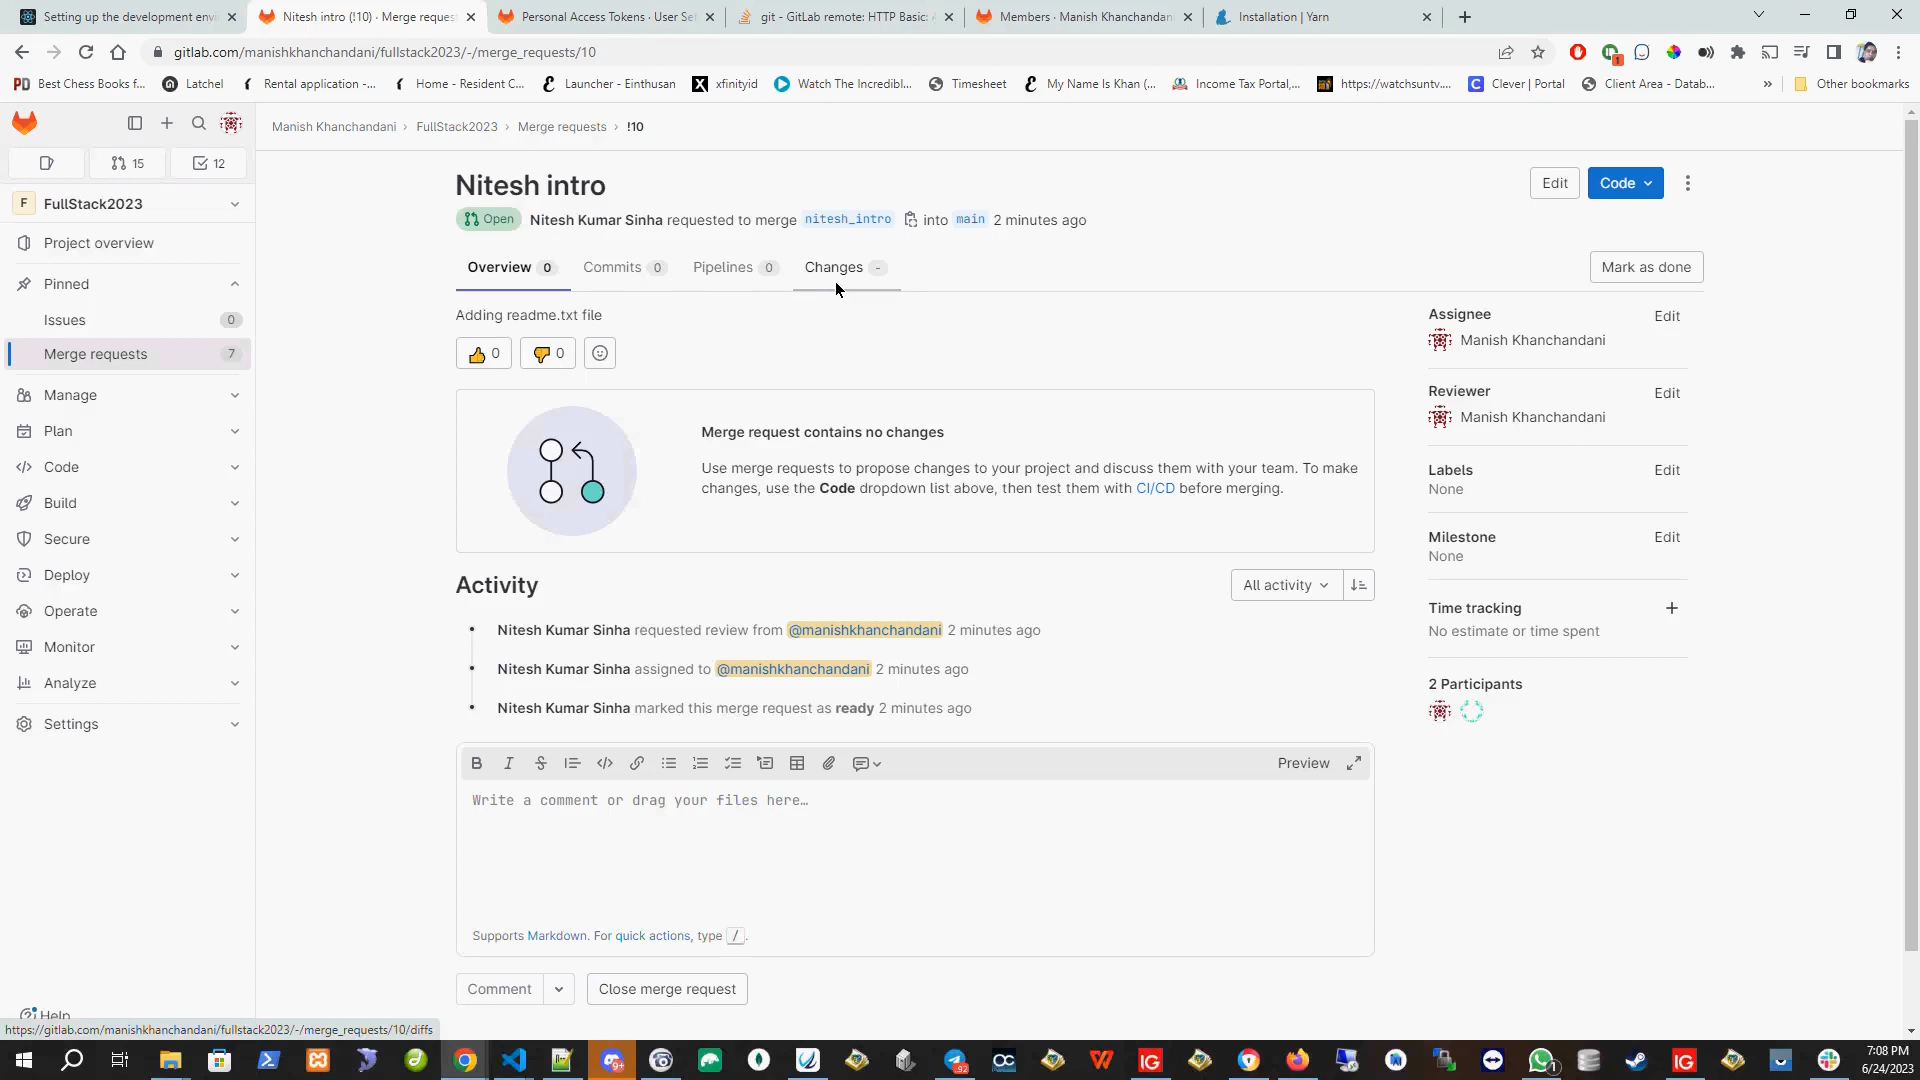 Setting up the development envi
Nitesh intro (!10) · Merge reques
Personal Access Tokens · User Se
git - GitLab remote: HTTP Basic: A
Members · Manish Khanchandan
Installation | Yarn
gitlab.com/manishkhanchandani/fullstack2023/-/merge_requests/10
Best Chess Books f...
Latchel
Rental application -...
Home - Resident C...
Launcher - Einthusan
xfinityid
Watch The Incredibl...
Timesheet
My Name Is Khan (...
Income Tax Portal,...
https://watchsuntv....
Clever | Portal
Client Area - Datab...
»
Other bookmarks
Manish Khanchandani › FullStack2023 › Merge requests › !10
15
12
F FullStack2023
Project overview
Pinned
Issues 0
Merge requests 7
Manage
Plan
Code
Build
Secure
Deploy
Operate
Monitor
Analyze
Settings
Help
Nitesh intro
Edit
Code
Open Nitesh Kumar Sinha requested to merge nitesh_intro into main 2 minutes ago
Overview 0 Commits 0 Pipelines 0 Changes -
Mark as done
Adding readme.txt file
0 0
Merge request contains no changes
Use merge requests to propose changes to your project and discuss them with your team. To make
changes, use the Code dropdown list above, then test them with CI/CD before merging.
Activity
All activity
Nitesh Kumar Sinha requested review from @manishkhanchandani 2 minutes ago
Nitesh Kumar Sinha assigned to @manishkhanchandani 2 minutes ago
Nitesh Kumar Sinha marked this merge request as ready 2 minutes ago
B I S
Preview
Write a comment or drag your files here…
Supports Markdown. For quick actions, type /.
Comment
Close merge request
Assignee Edit
Manish Khanchandani
Reviewer Edit
Manish Khanchandani
Labels Edit
None
Milestone Edit
None
Time tracking +
No estimate or time spent
2 Participants
https://gitlab.com/manishkhanchandani/fullstack2023/-/merge_requests/10/diffs
7:08 PM
6/24/2023